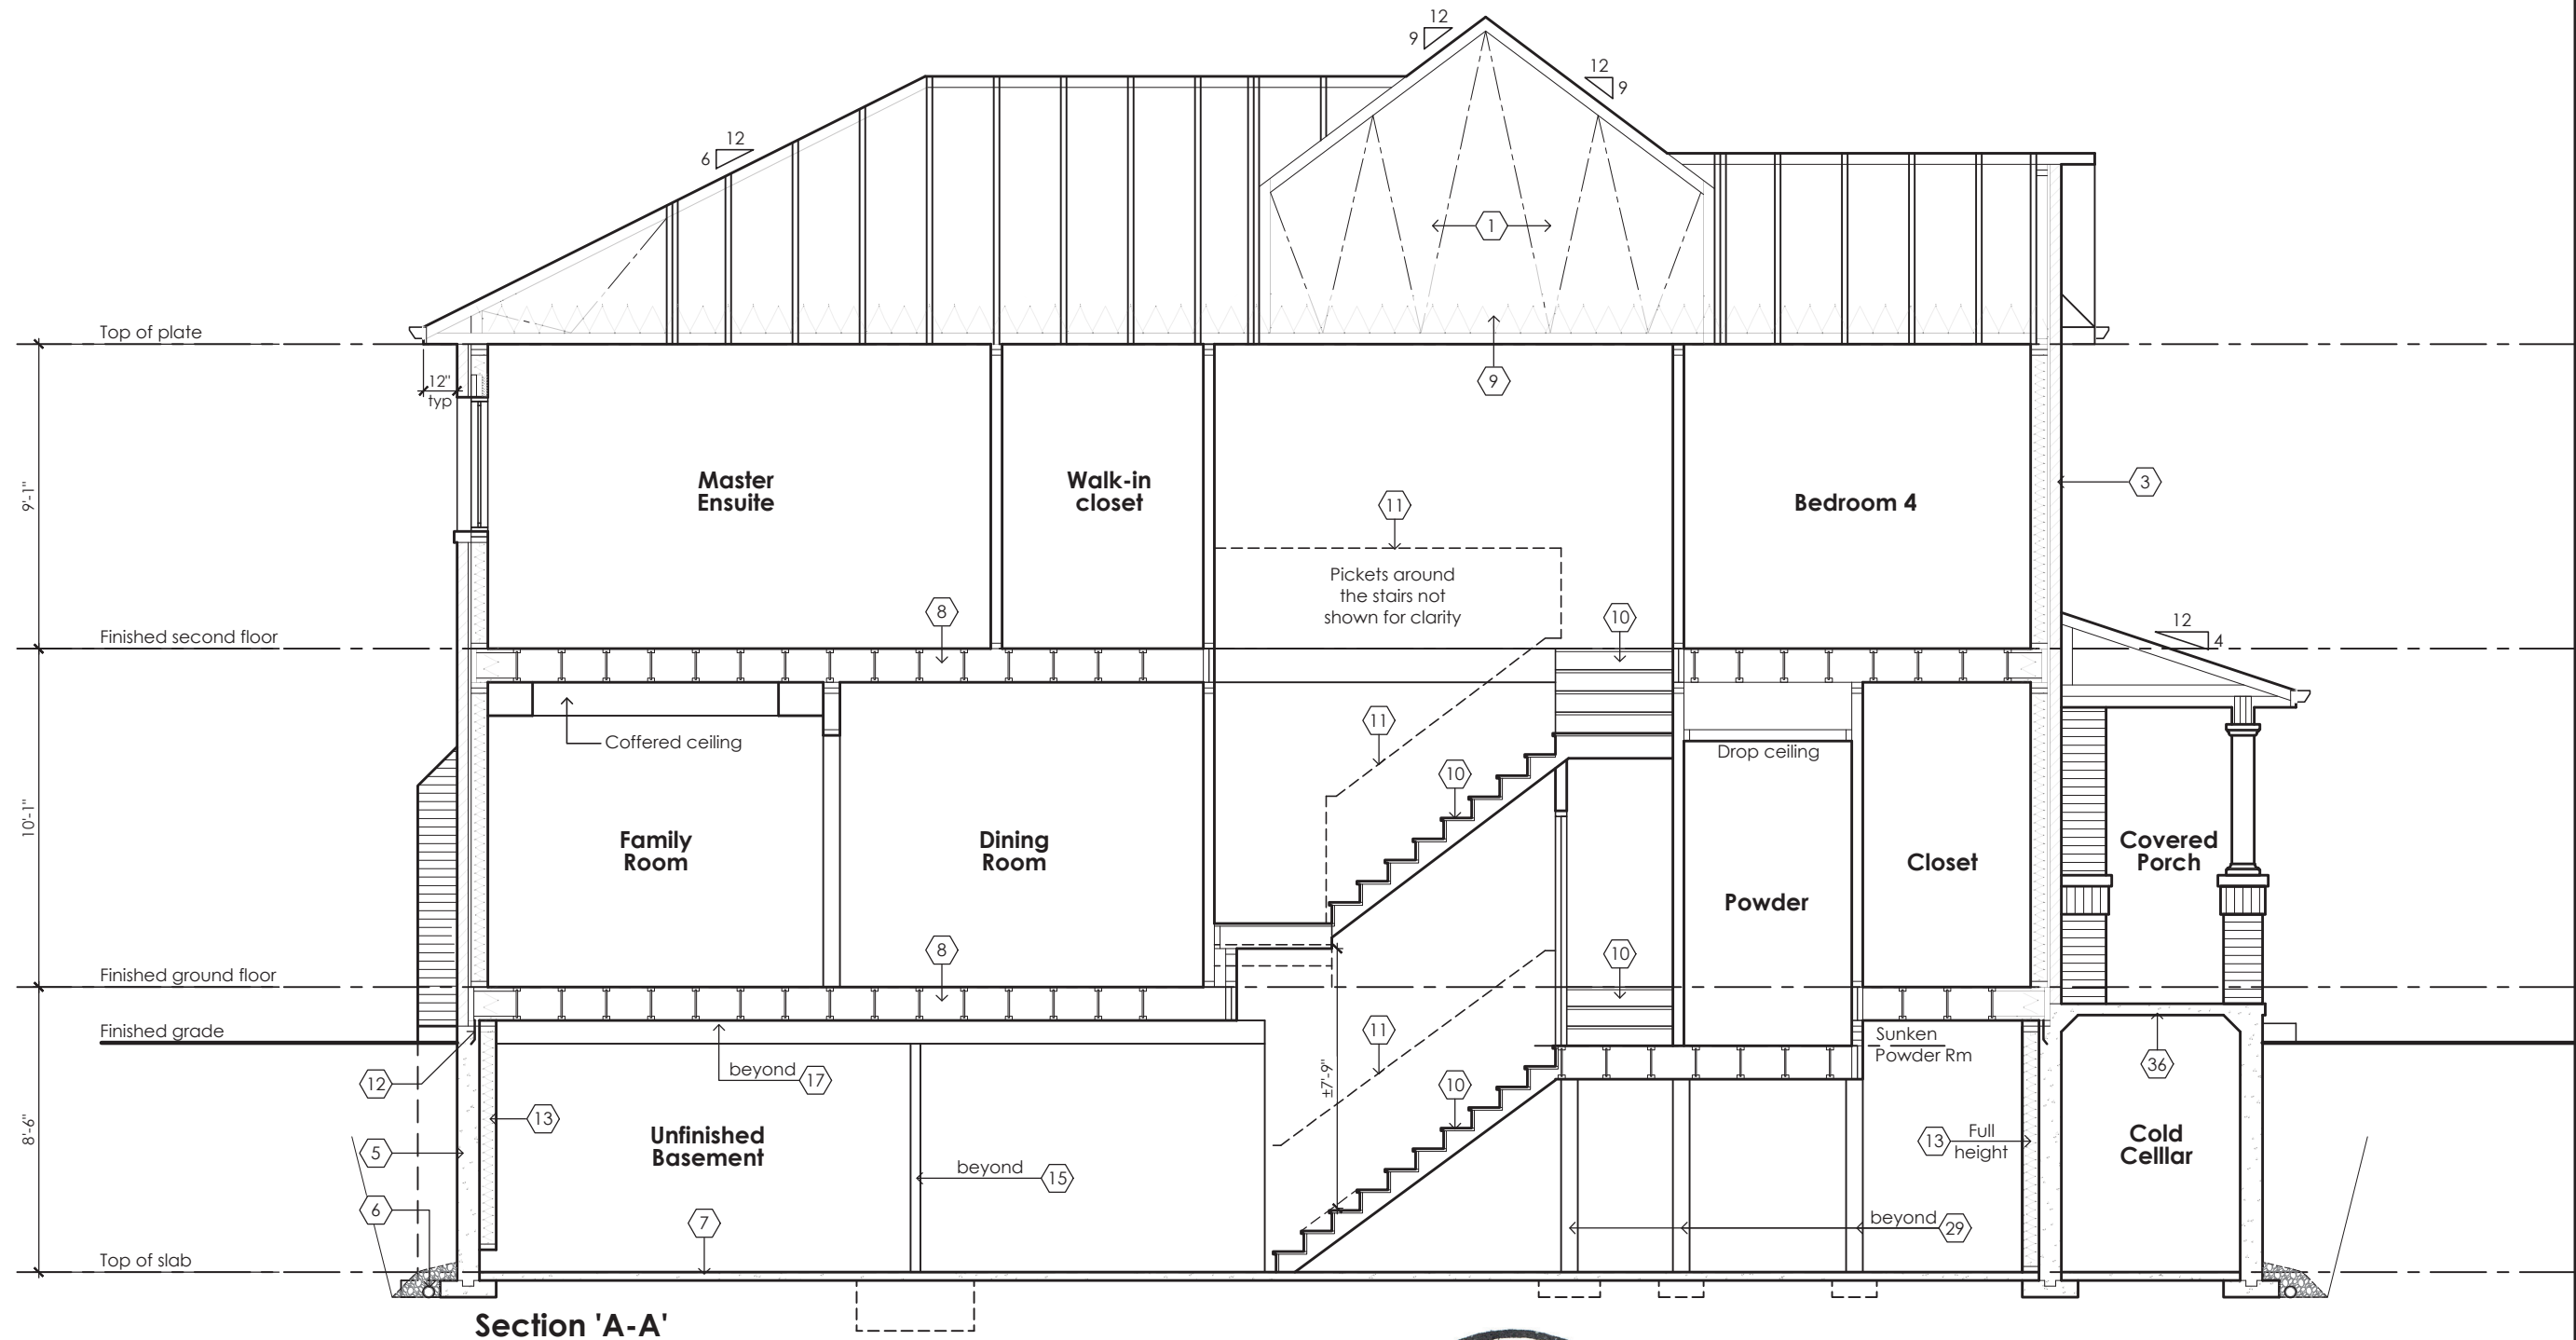 12
9
12
9
12
6
1
Top of plate
12"
typ
9
9'-1"
Master
Ensuite
Walk-in
closet
Bedroom 4
3
11
Pickets around
the stairs not
shown for clarity
8
10
12
4
Finished second floor
Coffered ceiling
11
Drop ceiling
10
10'-1"
Family
Room
Dining
Room
Powder
Closet
Covered
Porch
8
10
Finished ground floor
Finished grade
11
Sunken
Powder Rm
36
12
beyond 17
±7'-9"
10
8'-6"
13
Unfinished
Basement
13 Full
height
Cold
Celllar
5
beyond 15
6
7
beyond 29
Top of slab
Section 'A-A'